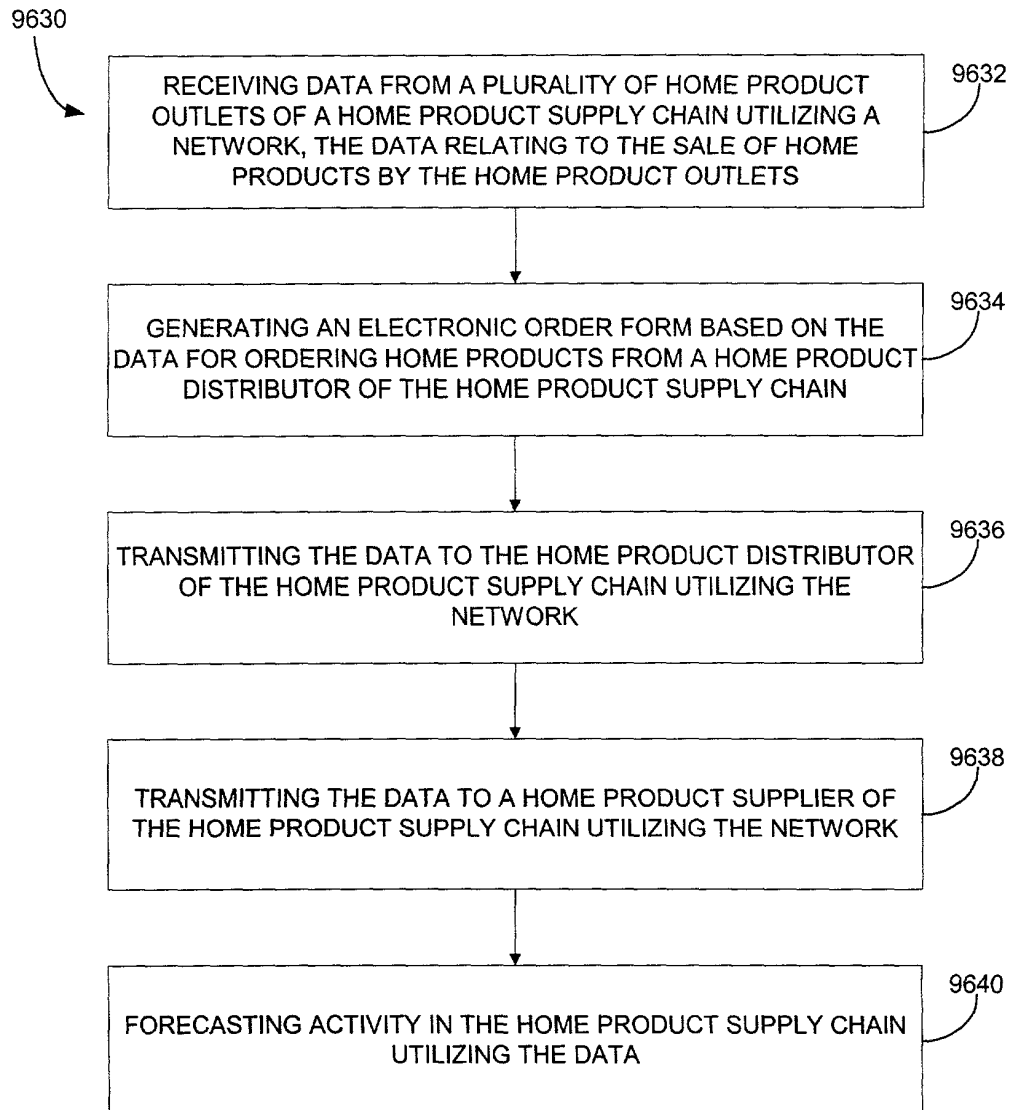 9630
9632
RECEIVING DATA FROM A PLURALITY OF HOME PRODUCT
OUTLETS OF A HOME PRODUCT SUPPLY CHAIN UTILIZING A
NETWORK, THE DATA RELATING TO THE SALE OF HOME
PRODUCTS BY THE HOME PRODUCT OUTLETS
9634
GENERATING AN ELECTRONIC ORDER FORM BASED ON THE
DATA FOR ORDERING HOME PRODUCTS FROM A HOME PRODUCT
DISTRIBUTOR OF THE HOME PRODUCT SUPPLY CHAIN
9636
TRANSMITTING THE DATA TO THE HOME PRODUCT DISTRIBUTOR
OF THE HOME PRODUCT SUPPLY CHAIN UTILIZING THE
NETWORK
9638
TRANSMITTING THE DATA TO A HOME PRODUCT SUPPLIER OF
THE HOME PRODUCT SUPPLY CHAIN UTILIZING THE NETWORK
9640
FORECASTING ACTIVITY IN THE HOME PRODUCT SUPPLY CHAIN
UTILIZING THE DATA